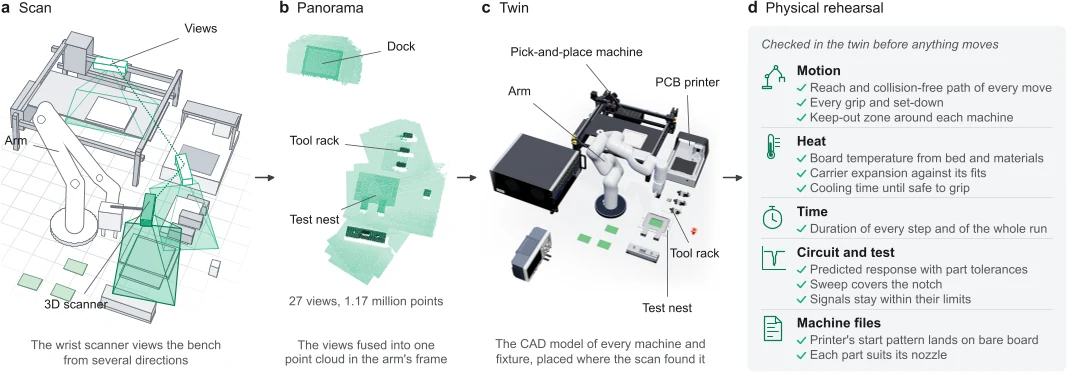 a Scan
Views
Arm
3D scanner
The wrist scanner views the bench
from several directions
b Panorama
Dock
Tool rack
Test nest
27 views, 1.17 million points
The views fused into one
point cloud in the arm's frame
c Twin
Pick-and-place machine
PCB printer
Arm
Tool rack
Test nest
The CAD model of every machine and
fixture, placed where the scan found it
d Physical rehearsal
Checked in the twin before anything moves
Motion
Reach and collision-free path of every move
Every grip and set-down
Keep-out zone around each machine
Heat
Board temperature from bed and materials
Carrier expansion against its fits
Cooling time until safe to grip
Time
Duration of every step and of the whole run
Circuit and test
Predicted response with part tolerances
Sweep covers the notch
Signals stay within their limits
Machine files
Printer's start pattern lands on bare board
Each part suits its nozzle